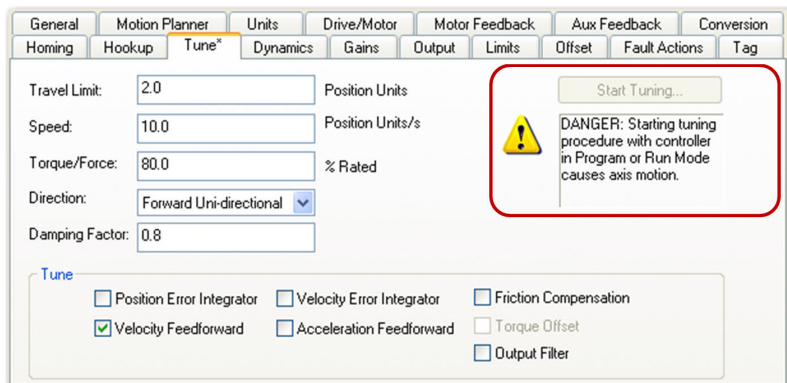 General Motion Planner Units Drive/Motor Motor Feedback Aux Feedback Conversion
Homing Hookup Tune* Dynamics Gains Output Limits Offset Fault Actions Tag
Travel Limit: 2.0 Position Units
Speed: 10.0 Position Units/s
Torque/Force: 80.0 % Rated
Direction: Forward Uni-directional
Damping Factor: 0.8
Start Tuning...
DANGER: Starting tuning
procedure with controller
in Program or Run Mode
causes axis motion.
Tune
Position Error Integrator Velocity Error Integrator Friction Compensation
Velocity Feedforward Acceleration Feedforward Torque Offset
Output Filter